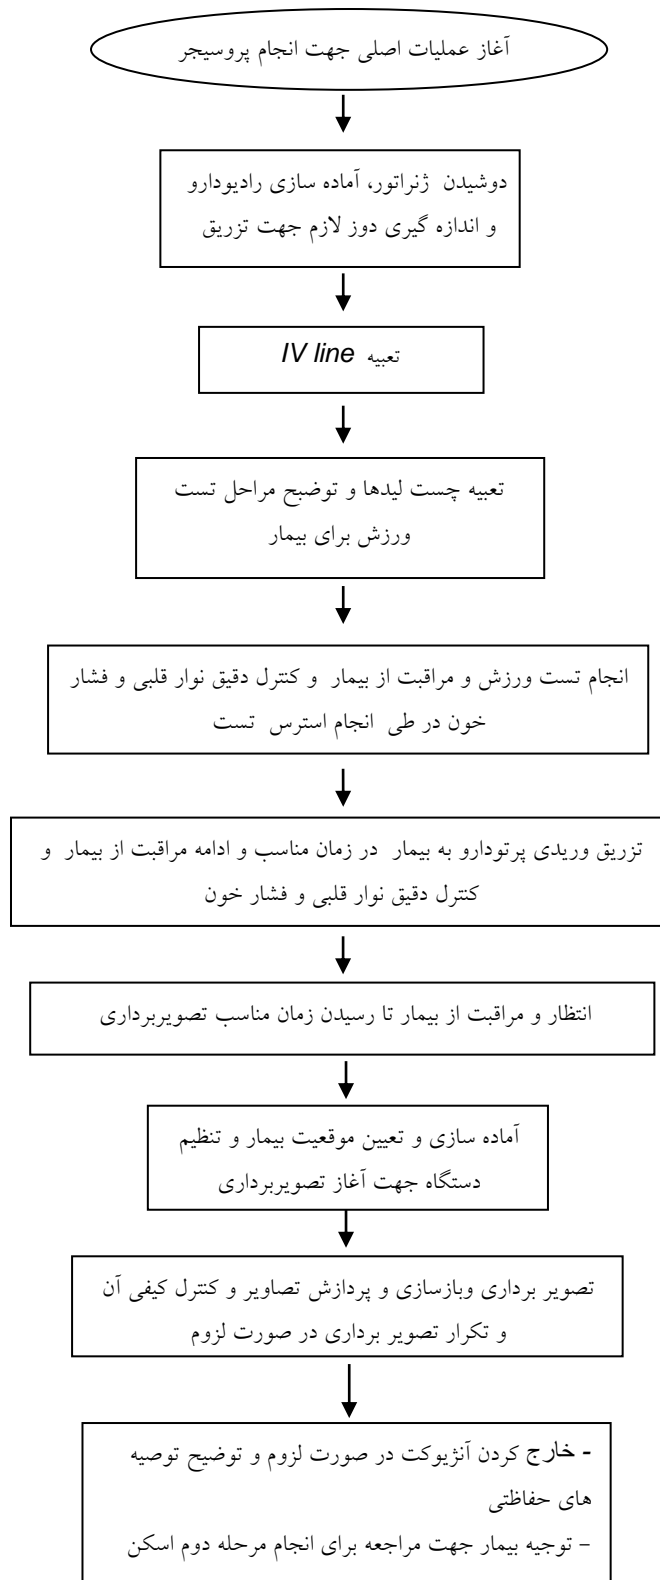 آغاز عملیات اصلی جهت انجام پروسیجر
دوشیدن ژنراتور، آماده سازی رادیودارو
و اندازه گیری دوز لازم جهت تزریق
تعبیه IV line
تعبیه چست لیدها و توضبح مراحل تست
ورزش برای بیمار
انجام تست ورزش و مراقبت از بیمار و کنترل دقیق نوار قلبی و فشار
خون در طی انجام استرس تست
تزریق وریدی پرتودارو به بیمار در زمان مناسب و ادامه مراقبت از بیمار و
کنترل دقیق نوار قلبی و فشار خون
انتظار و مراقبت از بیمار تا رسیدن زمان مناسب تصویربرداری
آماده سازی و تعیین موقعیت بیمار و تنظیم
دستگاه جهت آغاز تصویربرداری
تصویر برداری وبازسازی و پردازش تصاویر و کنترل کیفی آن
و تکرار تصویر برداری در صورت لزوم
- خارج کردن آنژیوکت در صورت لزوم و توضیح توصیه
های حفاظتی
- توجیه بیمار جهت مراجعه برای انجام مرحله دوم اسکن